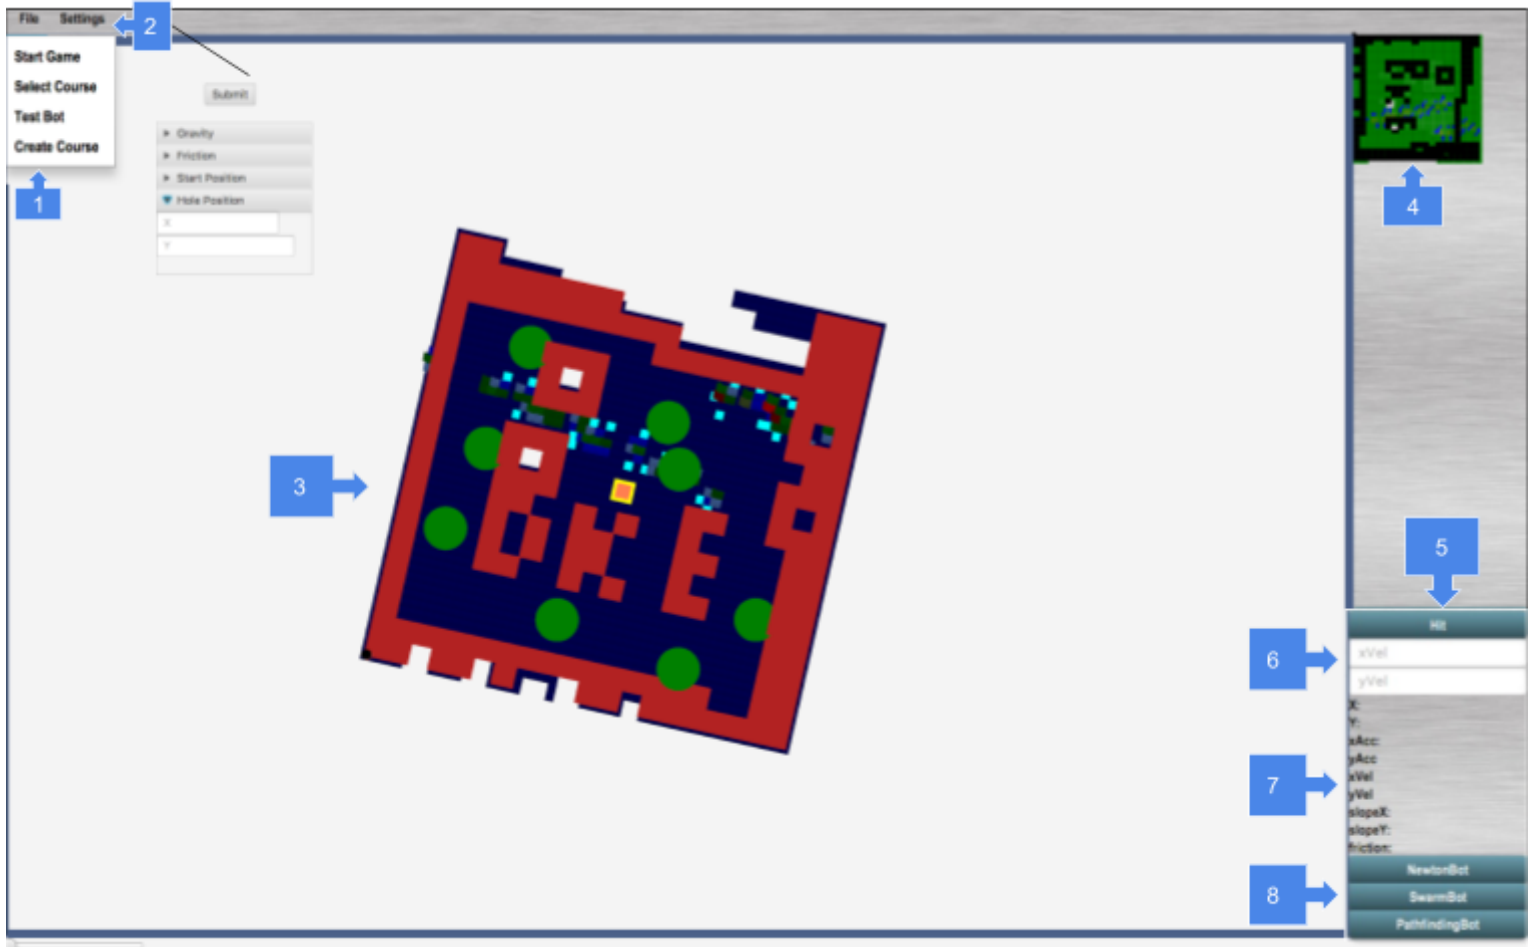 File Settings
2
Start Game
Select Course
Test Bot
Create Course
1
Submit
Gravity
Friction
Start Position
Hole Position
X
Y
3
DKE
4
5
Hit
6
xVel
yVel
X:
Y:
xAcc:
yAcc
7
xVel
yVel
slopeX:
slopeY:
friction:
8
NewtonBot
SwarmBot
PathfindingBot